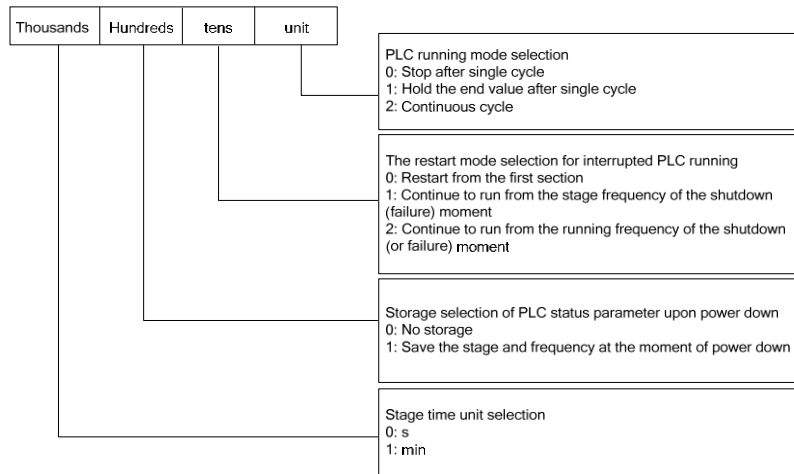 Thousands Hundreds tens unit
PLC running mode selection
0: Stop after single cycle
1: Hold the end value after single cycle
2: Continuous cycle
The restart mode selection for interrupted PLC running
0: Restart from the first section
1: Continue to run from the stage frequency of the shutdown
(failure) moment
2: Continue to run from the running frequency of the shutdown
(or failure) moment
Storage selection of PLC status parameter upon power down
0: No storage
1: Save the stage and frequency at the moment of power down
Stage time unit selection
0: s
1: min